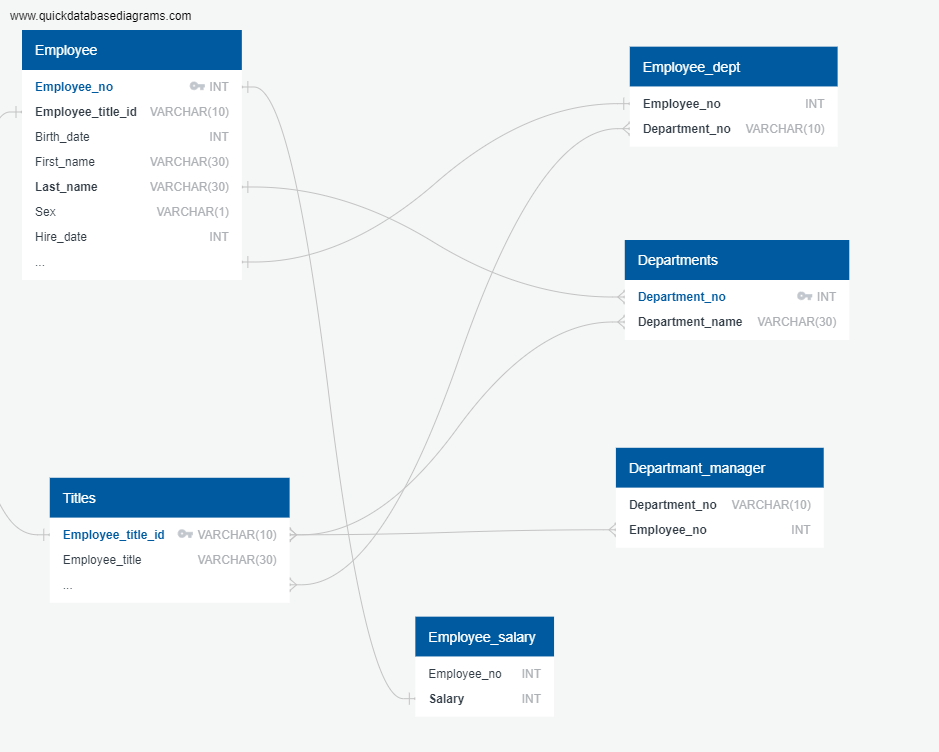 www.quickdatabasediagrams.com
Employee
Employee_no INT
Employee_title_id VARCHAR(10)
Birth_date INT
First_name VARCHAR(30)
Last_name VARCHAR(30)
Sex VARCHAR(1)
Hire_date INT
...
Employee_dept
Employee_no INT
Department_no VARCHAR(10)
Departments
Department_no INT
Department_name VARCHAR(30)
Departmant_manager
Department_no VARCHAR(10)
Employee_no INT
Titles
Employee_title_id VARCHAR(10)
Employee_title VARCHAR(30)
...
Employee_salary
Employee_no INT
Salary INT